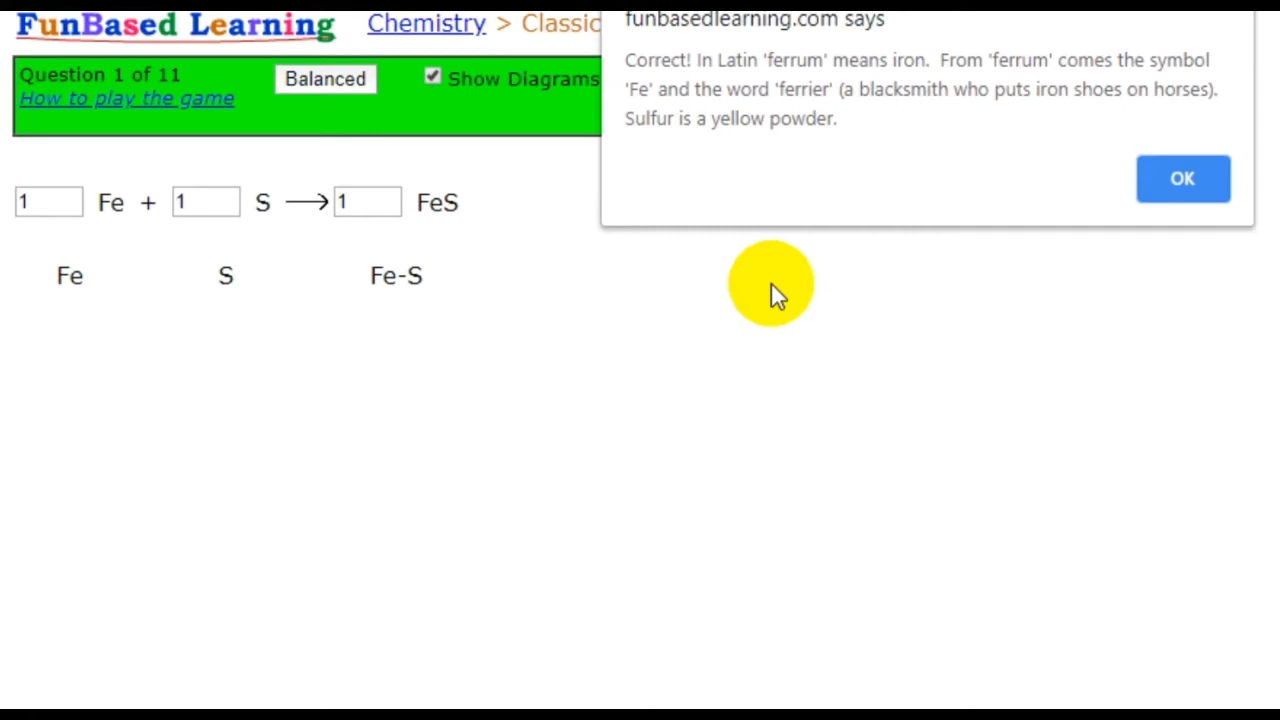 FunBased Learning Chemistry > Classic
funbasedlearning.com says
Correct! In Latin 'ferrum' means iron.  From 'ferrum' comes the symbol
'Fe' and the word 'ferrier' (a blacksmith who puts iron shoes on horses).
Sulfur is a yellow powder.
OK
Question 1 of 11 Balanced Show Diagrams
How to play the game
1 Fe + 1 S → 1 FeS
Fe S Fe-S